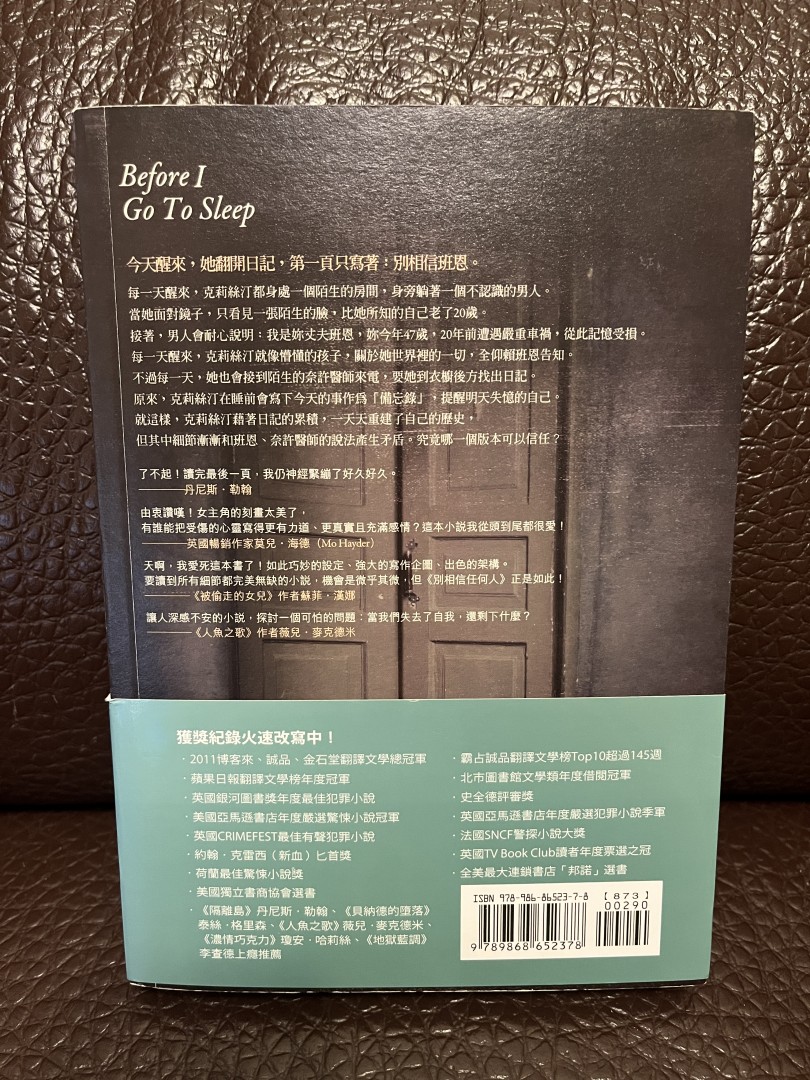 Before I
Go To Sleep
今天醒來，她翻開日記，第一頁只寫著：別相信班恩。
每一天醒來，克莉絲汀都身處一個陌生的房間，身旁躺著一個不認識的男人。
當她面對鏡子，只看見一張陌生的臉，比她所知的自己老了20歲。
接著，男人會耐心說明：我是妳丈夫班恩，妳今年47歲，20年前遭遇嚴重車禍，從此記憶受損。
每一天醒來，克莉絲汀就像懵懂的孩子，關於她世界裡的一切，全仰賴班恩告知。
不過每一天，她也會接到陌生的奈許醫師來電，要她到衣櫥後方找出日記。
原來，克莉絲汀在睡前會寫下今天的事作為「備忘錄」，提醒明天失憶的自己。
就這樣，克莉絲汀藉著日記的累積，一天天重建了自己的歷史，
但其中細節漸漸和班恩、奈許醫師的說法產生矛盾。究竟哪一個版本可以信任？
了不起！讀完最後一頁，我仍神經緊繃了好久好久。
————丹尼斯．勒翰
由衷讚嘆！女主角的刻畫太美了，
有誰能把受傷的心靈寫得更有力道、更真實且充滿感情？這本小說我從頭到尾都很愛！
————英國暢銷作家莫兒．海德（Mo Hayder）
天啊，我愛死這本書了！如此巧妙的設定、強大的寫作企圖、出色的架構。
要讀到所有細節都完美無缺的小說，機會是微乎其微，但《別相信任何人》正是如此！
————《被偷走的女兒》作者蘇菲．漢娜
讓人深感不安的小說，探討一個可怕的問題：當我們失去了自我，還剩下什麼？
————《人魚之歌》作者薇兒．麥克德米
獲獎紀錄火速改寫中！
．2011博客來、誠品、金石堂翻譯文學總冠軍
．蘋果日報翻譯文學榜年度冠軍
．英國銀河圖書獎年度最佳犯罪小說
．美國亞馬遜書店年度嚴選驚悚小說冠軍
．英國CRIMEFEST最佳有聲犯罪小說
．約翰．克雷西（新血）匕首獎
．荷蘭最佳驚悚小說獎
．美國獨立書商協會選書
．《隔離島》丹尼斯．勒翰、《貝納德的墮落》
泰絲．格里森、《人魚之歌》薇兒．麥克德米、
《濃情巧克力》瓊安．哈莉絲、《地獄藍調》
李查德上癮推薦
．霸占誠品翻譯文學榜Top10超過145週
．北市圖書館文學類年度借閱冠軍
．史全德評審獎
．英國亞馬遜書店年度嚴選犯罪小說季軍
．法國SNCF警探小說大獎
．英國TV Book Club讀者年度票選之冠
．全美最大連鎖書店「邦諾」選書
ISBN 978-986-86523-7-8
【873】
00290
9 789868 652378